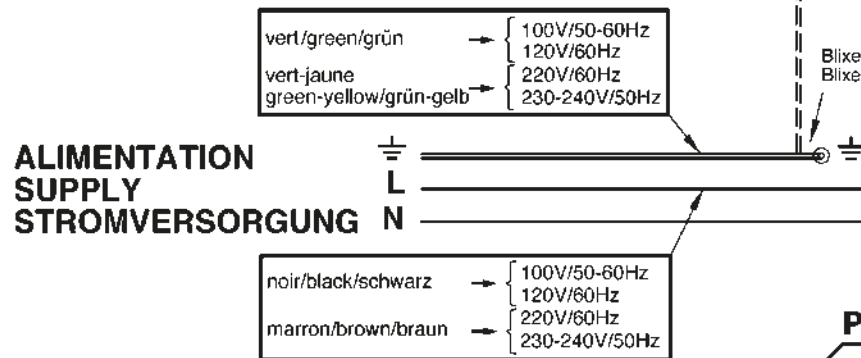 vert/green/grün → 100V/50-60Hz
120V/60Hz
vert-jaune
green-yellow/grün-gelb → 220V/60Hz
230-240V/50Hz
Blixe
Blixe
ALIMENTATION
SUPPLY
STROMVERSORGUNG
L
N
noir/black/schwarz → 100V/50-60Hz
120V/60Hz
marron/brown/braun → 220V/60Hz
230-240V/50Hz
P